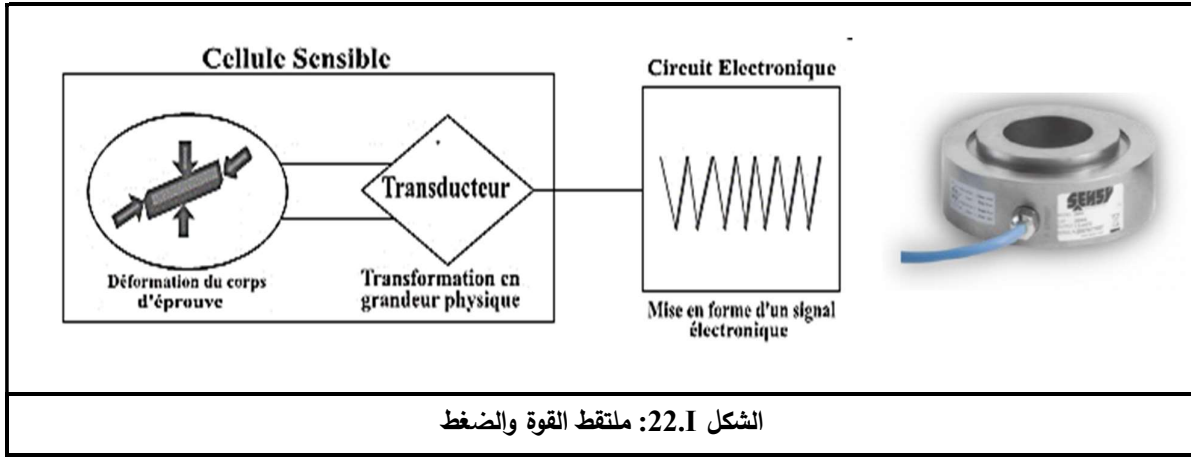 Cellule Sensible
Circuit Electronique
Transducteur
Déformation du corps
d'éprouve
Transformation en
grandeur physique
Mise en forme d'un signal
électronique
SENSY
الشكل 22.I: ملتقط القوة والضغط